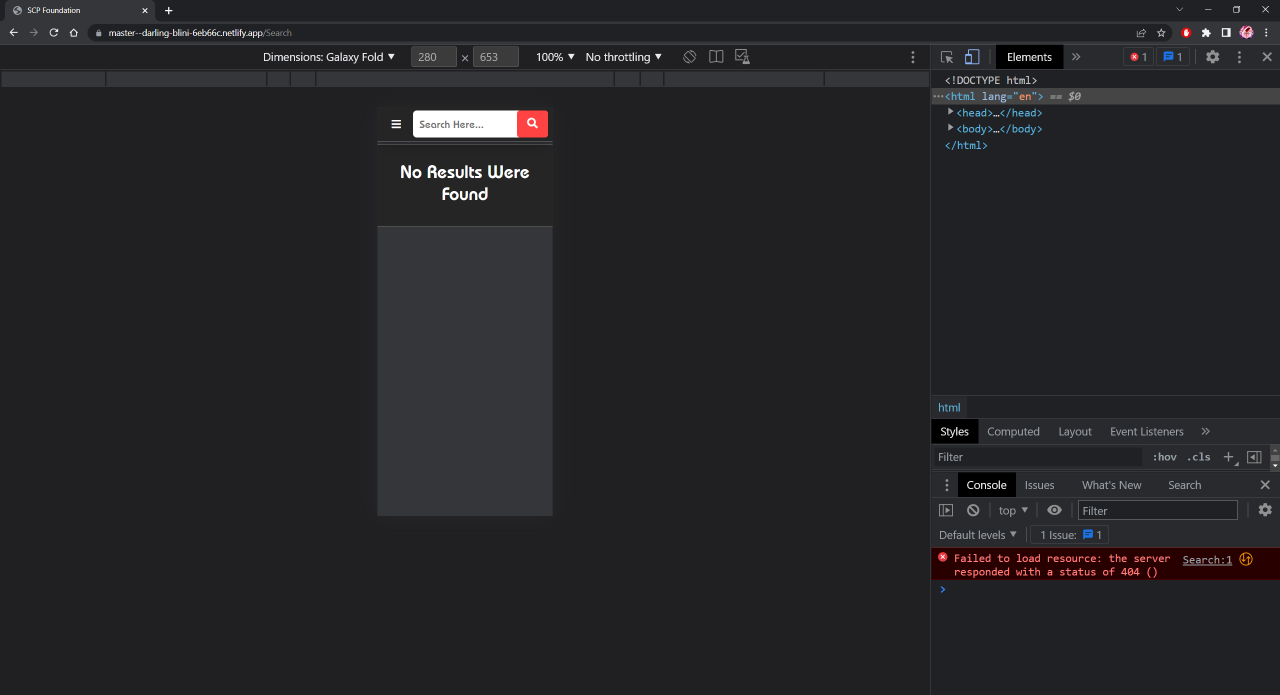 SCP Foundation
master--darling-blini-6eb66c.netlify.app/Search
Dimensions: Galaxy Fold ▼ 280 x 653 100% ▼ No throttling ▼
Elements » 1 1
Search Here...
No Results Were
Found
<!DOCTYPE html>
···<html lang="en"> == $0
<head>…</head>
<body>…</body>
</html>
html
Styles Computed Layout Event Listeners »
Filter :hov .cls +
Console Issues What's New Search
top ▼ Filter
Default levels ▼ 1 Issue: 1
Failed to load resource: the server Search:1
responded with a status of 404 ()